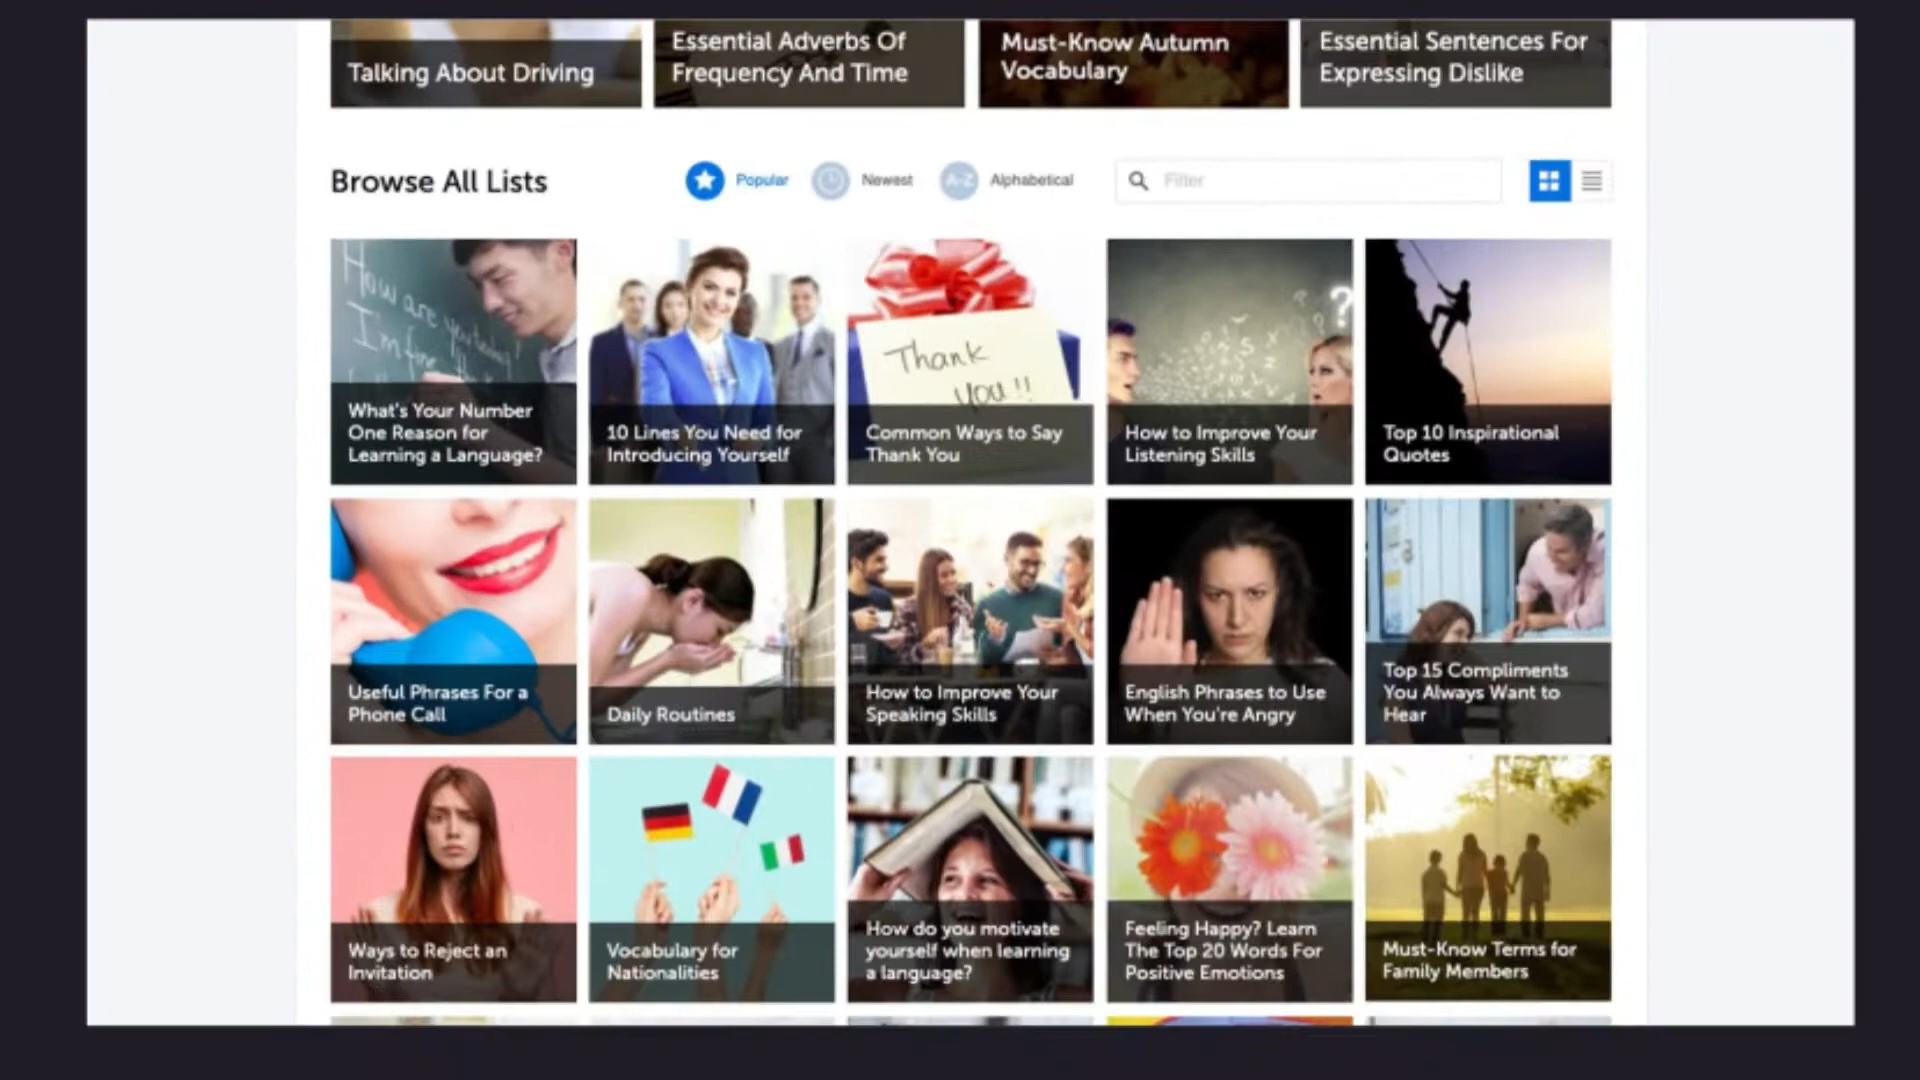 Talking About Driving
Essential Adverbs Of
Frequency And Time
Must-Know Autumn
Vocabulary
Essential Sentences For
Expressing Dislike
Browse All Lists
Popular
Newest
A-Z
Alphabetical
Filter
How are you today?
I'm fine
What's Your Number
One Reason for
Learning a Language?
10 Lines You Need for
Introducing Yourself
Thank
you!!
Common Ways to Say
Thank You
How to Improve Your
Listening Skills
Top 10 Inspirational
Quotes
Useful Phrases For a
Phone Call
Daily Routines
How to Improve Your
Speaking Skills
English Phrases to Use
When You're Angry
Top 15 Compliments
You Always Want to
Hear
Ways to Reject an
Invitation
Vocabulary for
Nationalities
How do you motivate
yourself when learning
a language?
Feeling Happy? Learn
The Top 20 Words For
Positive Emotions
Must-Know Terms for
Family Members